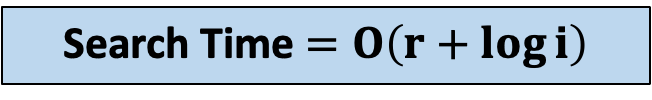 Search Time = O(r + log i)